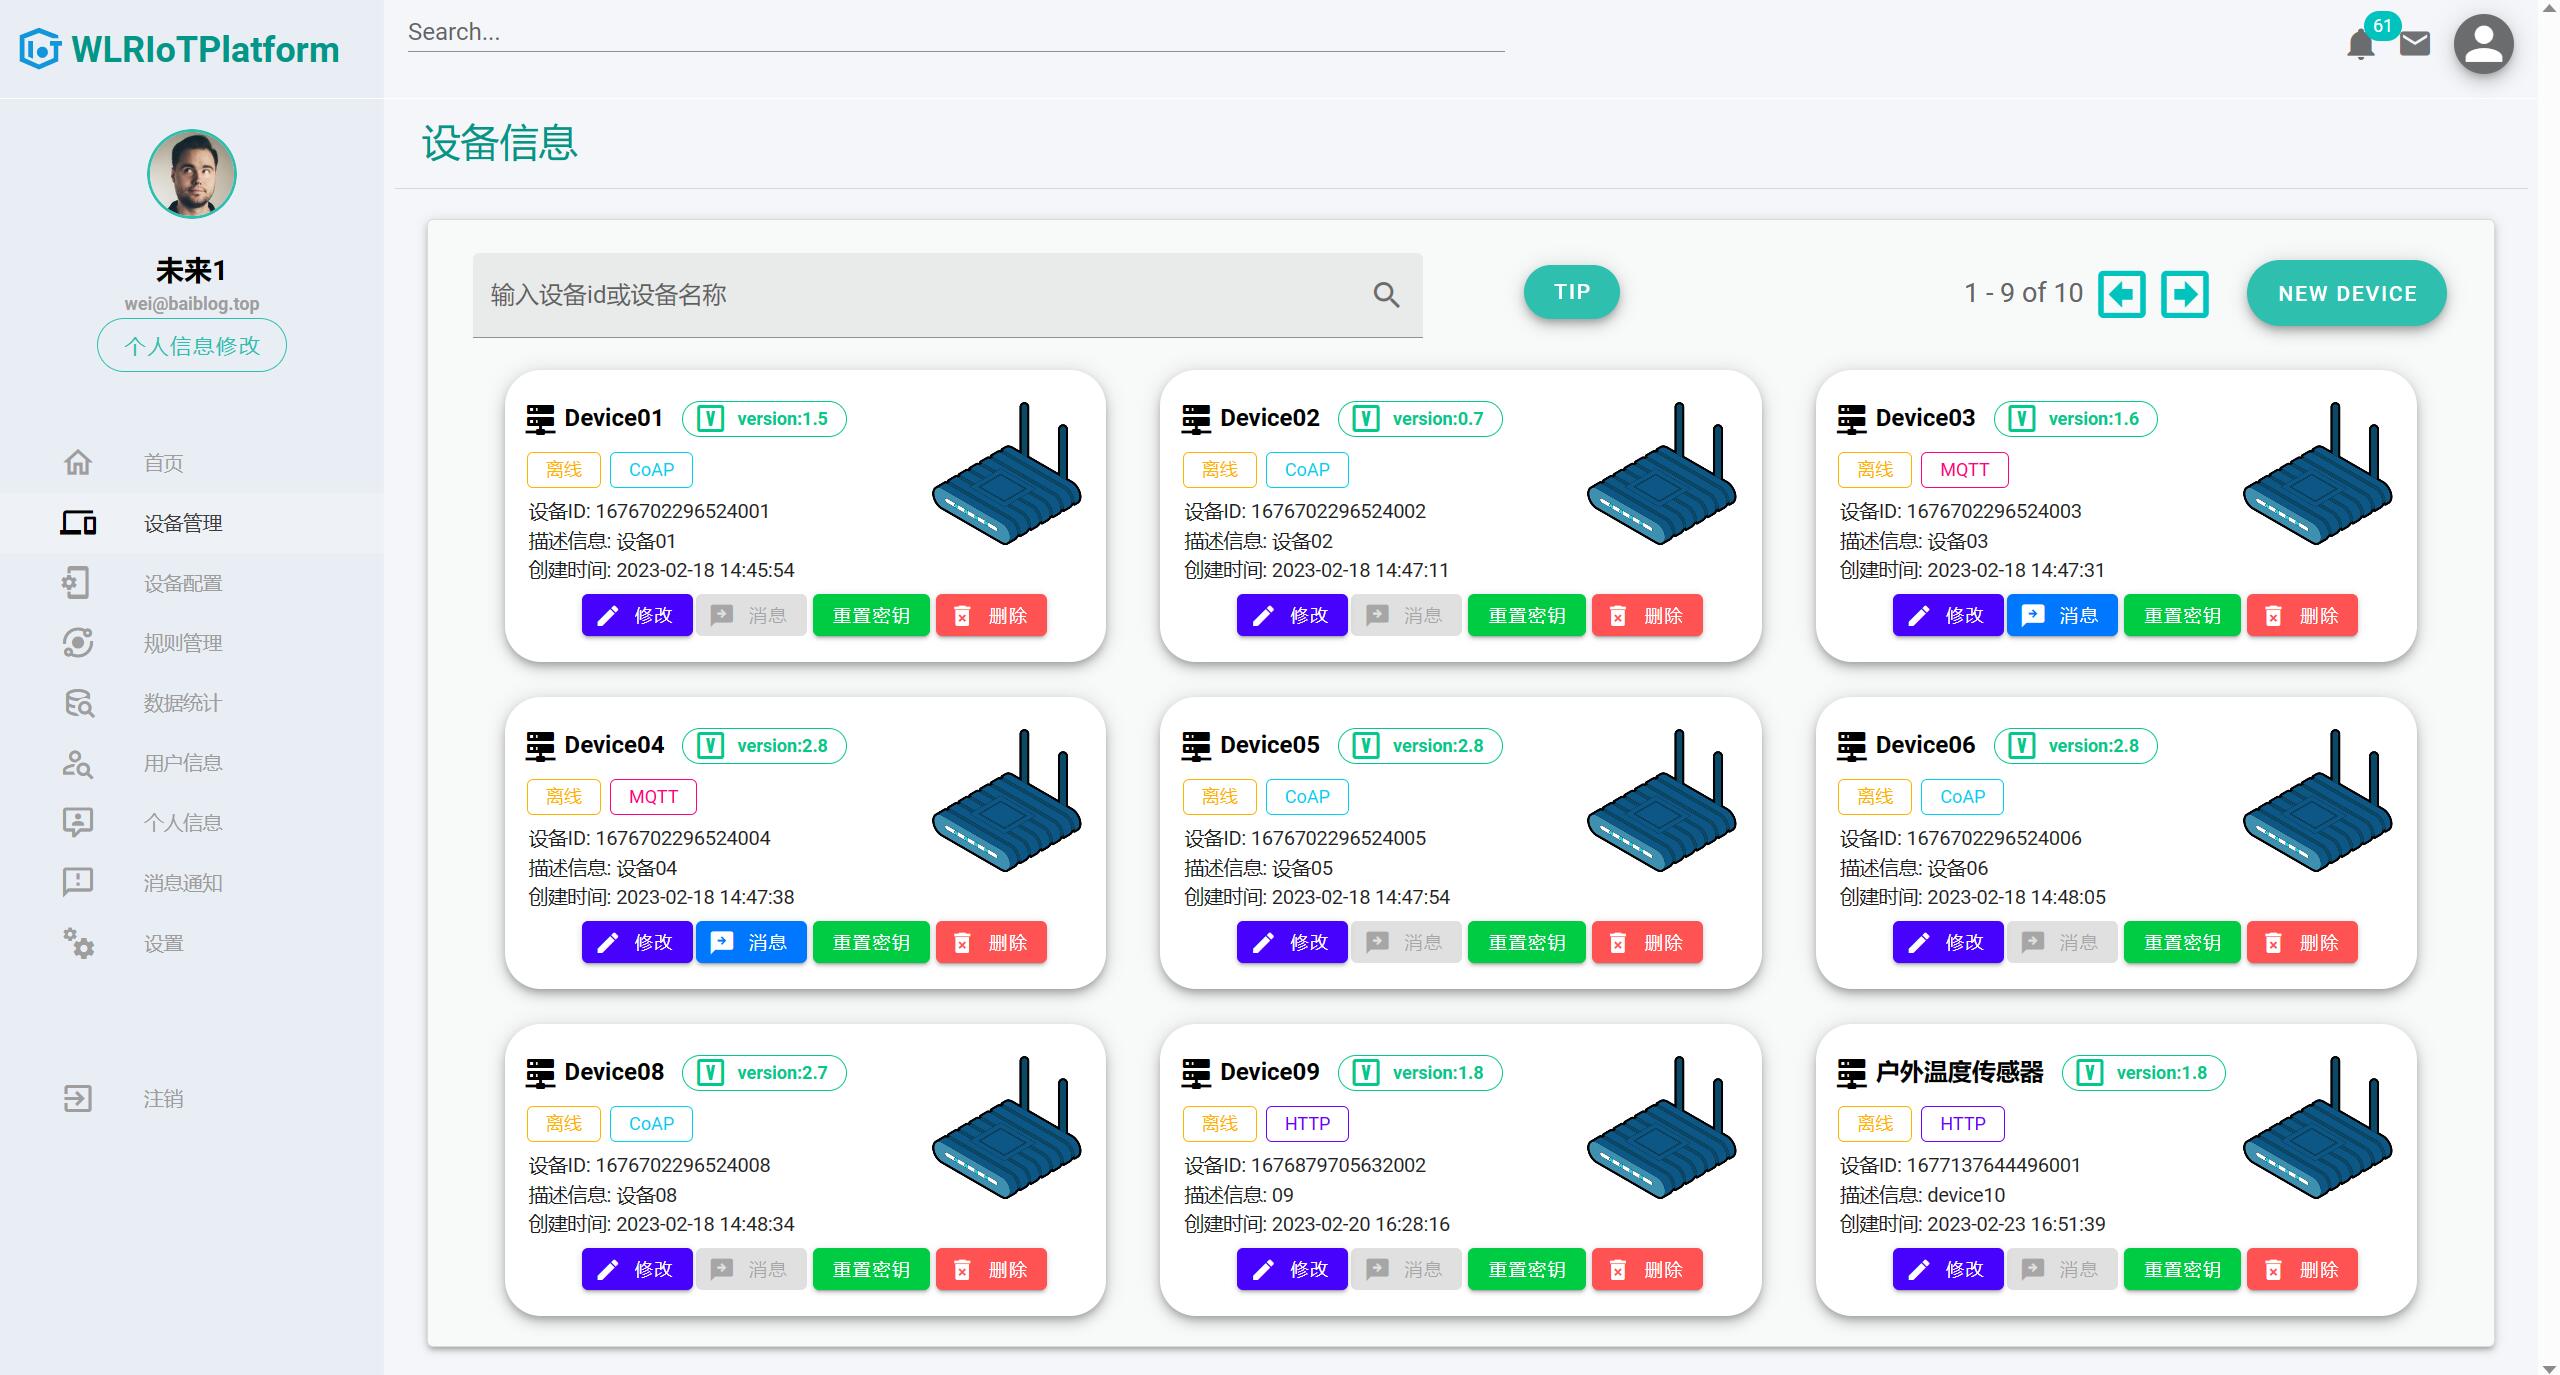 WLRIoTPlatform
Search...
61
未来1
wei@baiblog.top
个人信息修改
首页
设备管理
设备配置
规则管理
数据统计
用户信息
个人信息
消息通知
设置
注销
设备信息
输入设备id或设备名称
TIP
1 - 9 of 10
NEW DEVICE
Device01 V version:1.5
离线 CoAP
设备ID: 1676702296524001
描述信息: 设备01
创建时间: 2023-02-18 14:45:54
修改 消息 重置密钥 删除
Device02 V version:0.7
离线 CoAP
设备ID: 1676702296524002
描述信息: 设备02
创建时间: 2023-02-18 14:47:11
修改 消息 重置密钥 删除
Device03 V version:1.6
离线 MQTT
设备ID: 1676702296524003
描述信息: 设备03
创建时间: 2023-02-18 14:47:31
修改 消息 重置密钥 删除
Device04 V version:2.8
离线 MQTT
设备ID: 1676702296524004
描述信息: 设备04
创建时间: 2023-02-18 14:47:38
修改 消息 重置密钥 删除
Device05 V version:2.8
离线 CoAP
设备ID: 1676702296524005
描述信息: 设备05
创建时间: 2023-02-18 14:47:54
修改 消息 重置密钥 删除
Device06 V version:2.8
离线 CoAP
设备ID: 1676702296524006
描述信息: 设备06
创建时间: 2023-02-18 14:48:05
修改 消息 重置密钥 删除
Device08 V version:2.7
离线 CoAP
设备ID: 1676702296524008
描述信息: 设备08
创建时间: 2023-02-18 14:48:34
修改 消息 重置密钥 删除
Device09 V version:1.8
离线 HTTP
设备ID: 1676879705632002
描述信息: 09
创建时间: 2023-02-20 16:28:16
修改 消息 重置密钥 删除
户外温度传感器 V version:1.8
离线 HTTP
设备ID: 1677137644496001
描述信息: device10
创建时间: 2023-02-23 16:51:39
修改 消息 重置密钥 删除